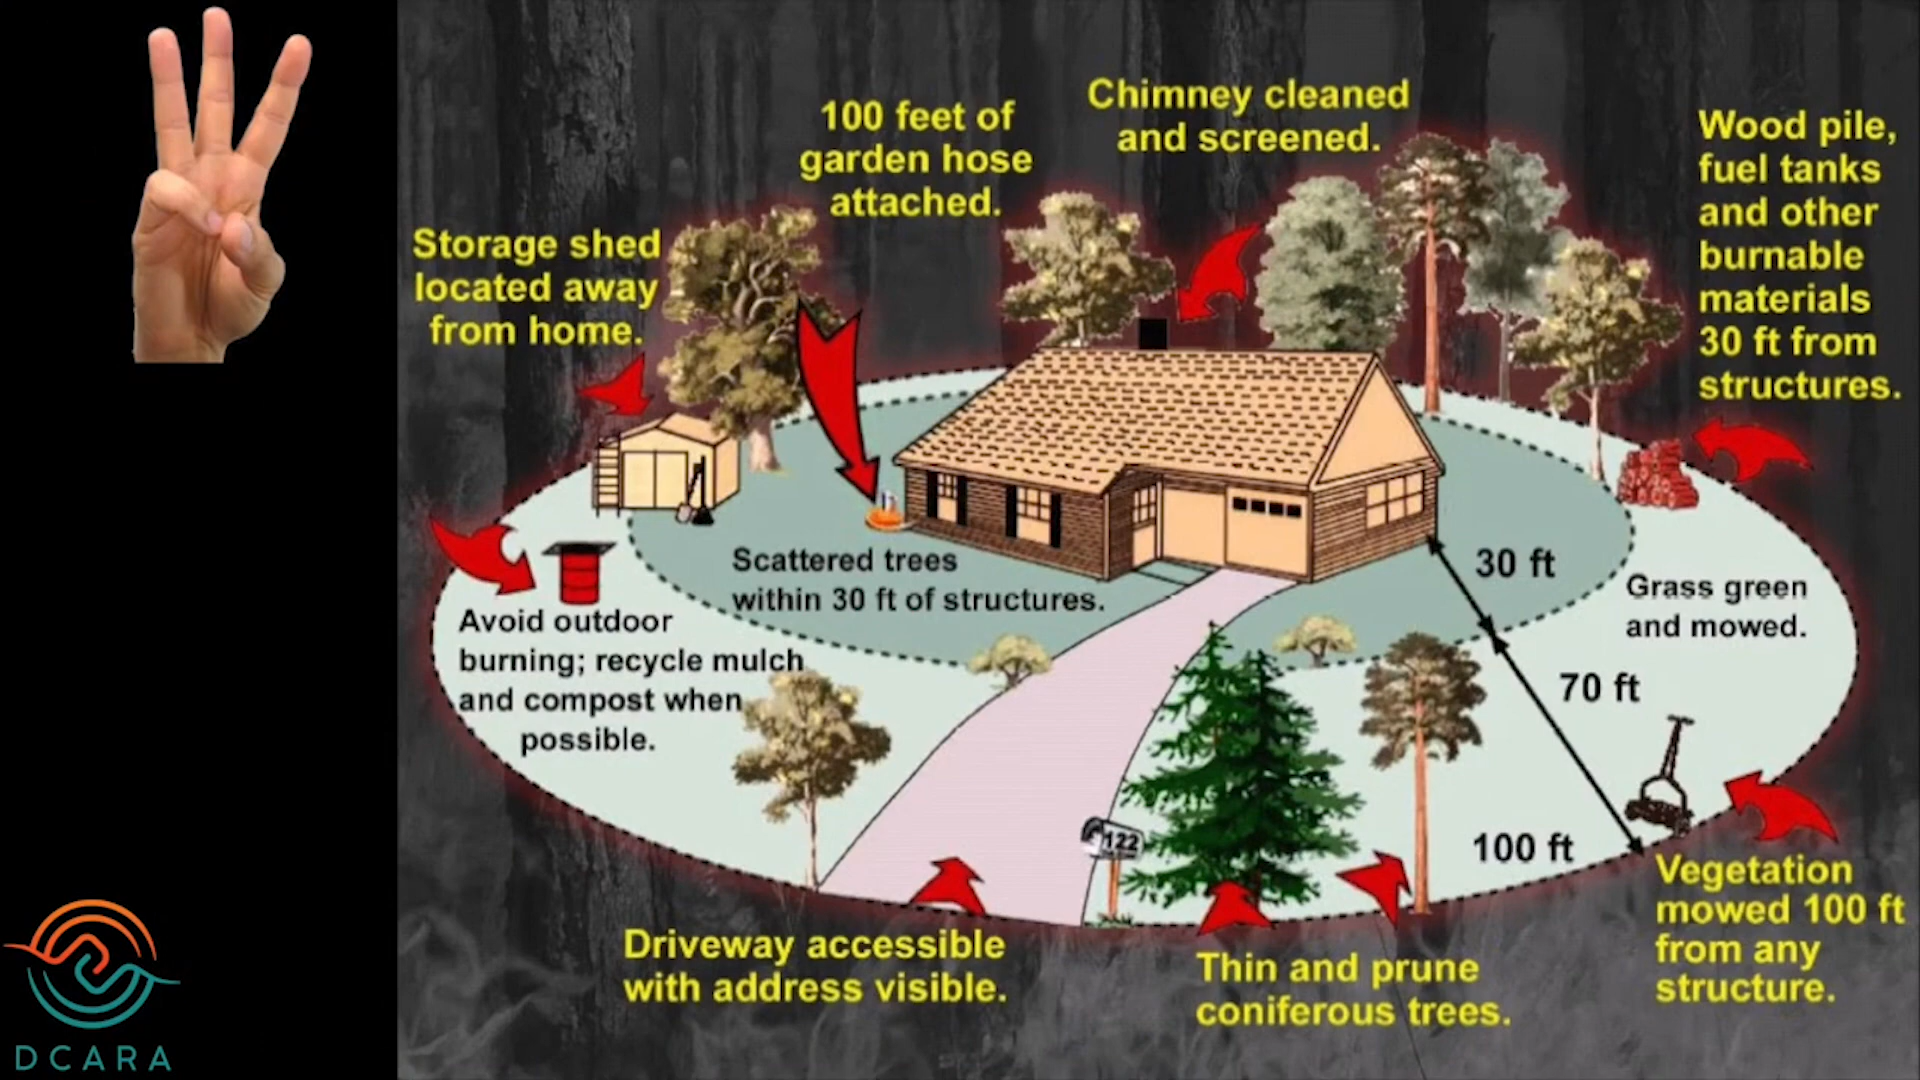 Chimney cleaned
and screened.
100 feet of
garden hose
attached.
Wood pile,
fuel tanks
and other
burnable
materials
30 ft from
structures.
Storage shed
located away
from home.
Scattered trees
within 30 ft of structures.
30 ft
Grass green
and mowed.
Avoid outdoor
burning; recycle mulch
and compost when
possible.
70 ft
122
100 ft
Vegetation
mowed 100 ft
from any
structure.
Driveway accessible
with address visible.
Thin and prune
coniferous trees.
DCARA